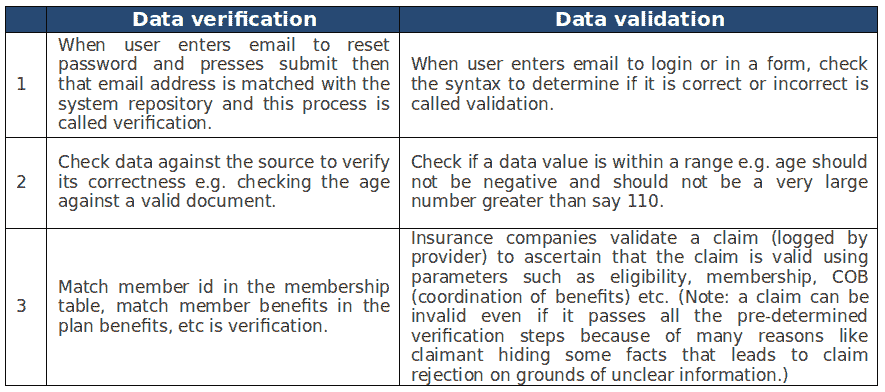 Data verification
Data validation
1
When user enters email to reset
password and presses submit then
that email address is matched with the
system repository and this process is
called verification.
When user enters email to login or in a form, check
the syntax to determine if it is correct or incorrect is
called validation.
2
Check data against the source to verify
its correctness e.g. checking the age
against a valid document.
Check if a data value is within a range e.g. age should
not be negative and should not be a very large
number greater than say 110.
3
Match member id in the membership
table, match member benefits in the
plan benefits, etc is verification.
Insurance companies validate a claim (logged by
provider) to ascertain that the claim is valid using
parameters such as eligibility, membership, COB
(coordination of benefits) etc. (Note: a claim can be
invalid even if it passes all the pre-determined
verification steps because of many reasons like
claimant hiding some facts that leads to claim
rejection on grounds of unclear information.)